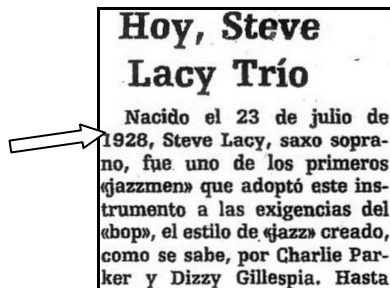 Hoy, Steve
Lacy Trío
Nacido el 23 de julio de
1928, Steve Lacy, saxo sopra-
no, fue uno de los primeros
«jazzmen» que adoptó este ins-
trumento a las exigencias del
«bop», el estilo de «jazz» creado,
como se sabe, por Charlie Par-
ker y Dizzy Gillespia. Hasta